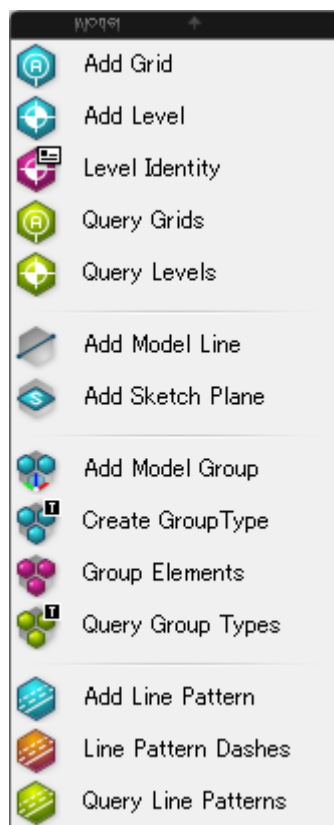 Model
Add Grid
Add Level
Level Identity
Query Grids
Query Levels
Add Model Line
Add Sketch Plane
Add Model Group
Create GroupType
Group Elements
Query Group Types
Add Line Pattern
Line Pattern Dashes
Query Line Patterns